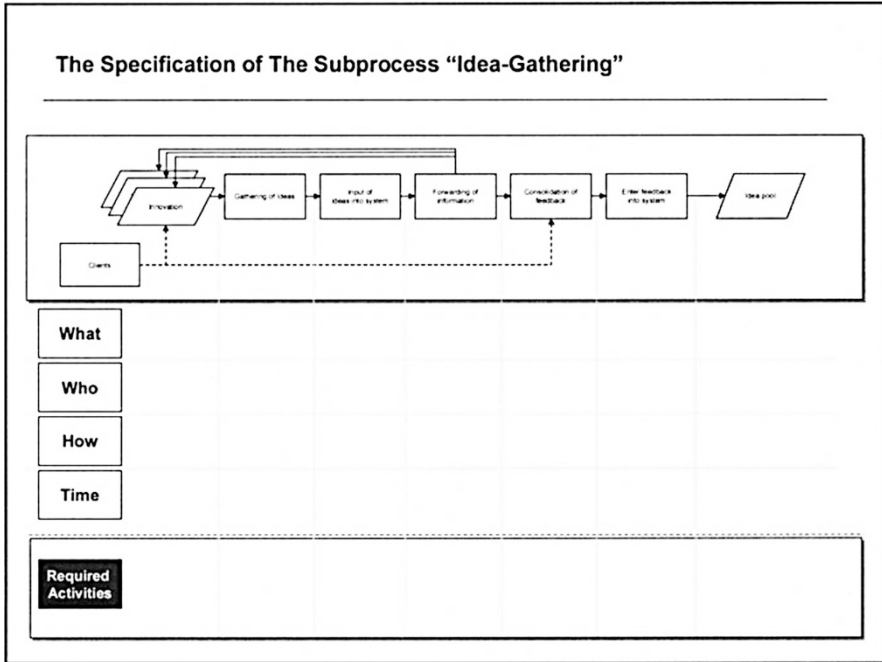 The Specification of The Subprocess “Idea-Gathering”
Innovation
Gathering of Ideas
Input of
ideas into system
Forwarding of
information
Consolidation of
feedback
Enter feedback
into system
Idea pool
Clients
What
Who
How
Time
Required
Activities